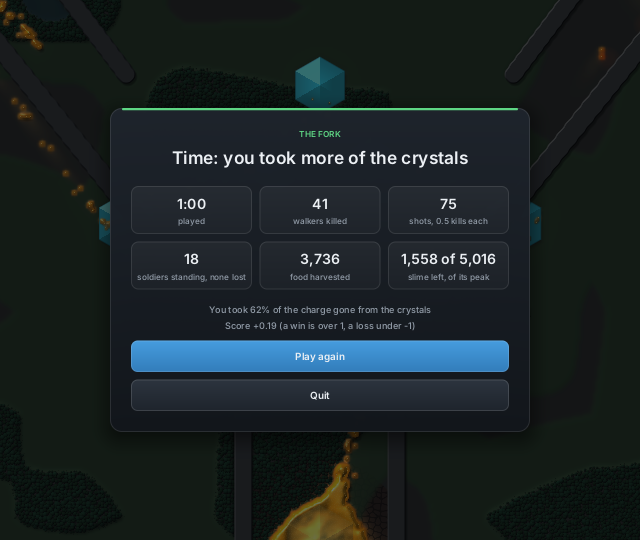 THE FORK
Time: you took more of the crystals
1:00
played
41
walkers killed
75
shots, 0.5 kills each
18
soldiers standing, none lost
3,736
food harvested
1,558 of 5,016
slime left, of its peak
You took 62% of the charge gone from the crystals
Score +0.19 (a win is over 1, a loss under -1)
Play again
Quit